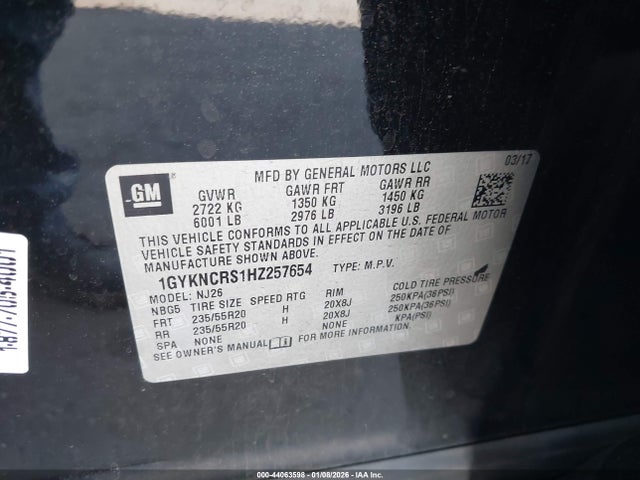 MFD BY GENERAL MOTORS LLC 03/17
GM
GVWR GAWR FRT GAWR RR
2722 KG 1350 KG 1450 KG
6001 LB 2976 LB 3196 LB
THIS VEHICLE CONFORMS TO ALL APPLICABLE U.S. FEDERAL MOTOR
VEHICLE SAFETY STANDARDS IN EFFECT ON THE DATE OF
MANUFACTURE SHOWN ABOVE.
1GYKNCRS1HZ257654 TYPE: M.P.V.
MODEL: NJ26
NBG5 TIRE SIZE SPEED RTG RIM COLD TIRE PRESSURE
FRT 235/55R20 H 20X8J 250KPA(36PSI)
RR 235/55R20 H 20X8J 250KPA(36PSI)
SPA NONE NONE KPA(PSI)
SEE OWNER'S MANUAL
000-44063598 - 01/08/2026 - © IAA Inc.